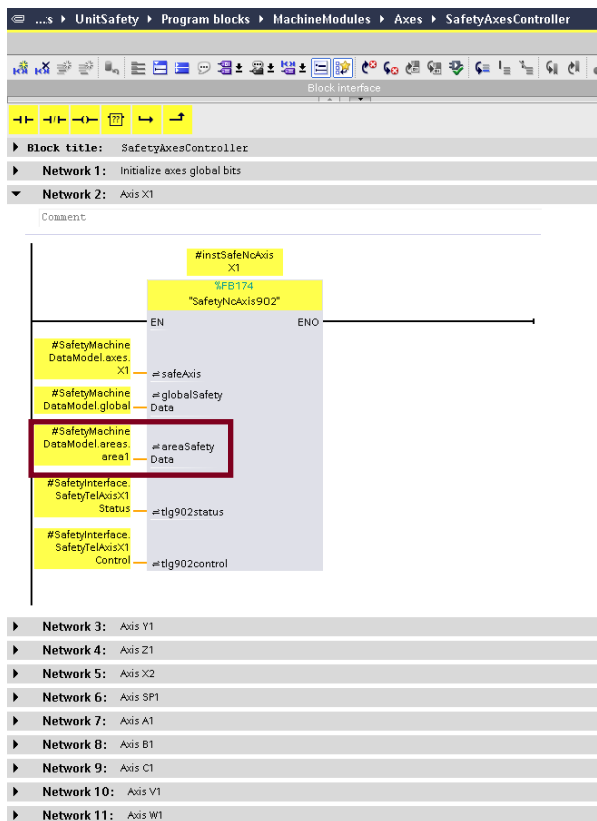 ...s ▸ UnitSafety ▸ Program blocks ▸ MachineModules ▸ Axes ▸ SafetyAxesController
Block interface
Block title: SafetyAxesController
Network 1: Initialize axes global bits
Network 2: Axis X1
Comment
#instSafeNcAxis
X1
%FB174
"SafetyNcAxis902"
EN ENO
#SafetyMachine
DataModel.axes.
X1
safeAxis
#SafetyMachine
DataModel.global
globalSafety
Data
#SafetyMachine
DataModel.areas.
area1
areaSafety
Data
#SafetyInterface.
SafetyTelAxisX1
Status
tlg902status
#SafetyInterface.
SafetyTelAxisX1
Control
tlg902control
Network 3: Axis Y1
Network 4: Axis Z1
Network 5: Axis X2
Network 6: Axis SP1
Network 7: Axis A1
Network 8: Axis B1
Network 9: Axis C1
Network 10: Axis V1
Network 11: Axis W1